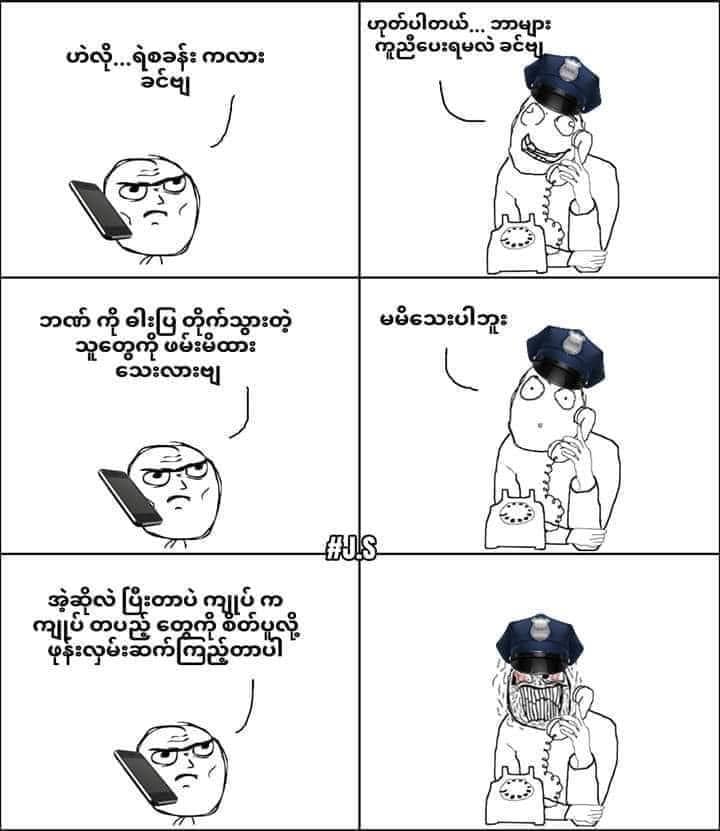 ဟဲလို...ရဲစခန်း ကလား
ခင်ဗျ
ဟုတ်ပါတယ်... ဘာများ
ကူညီပေးရမလဲ ခင်ဗျ
ဘဏ် ကို ဓါးပြ တိုက်သွားတဲ့
သူတွေကို ဖမ်းမိထား
သေးလားဗျ
မမိသေးပါဘူး
#J.S
အဲ့ဆိုလဲ ပြီးတာပဲ ကျုပ် က
ကျုပ် တပည့် တွေကို စိတ်ပူလို့
ဖုန်းလှမ်းဆက်ကြည့်တာပါ